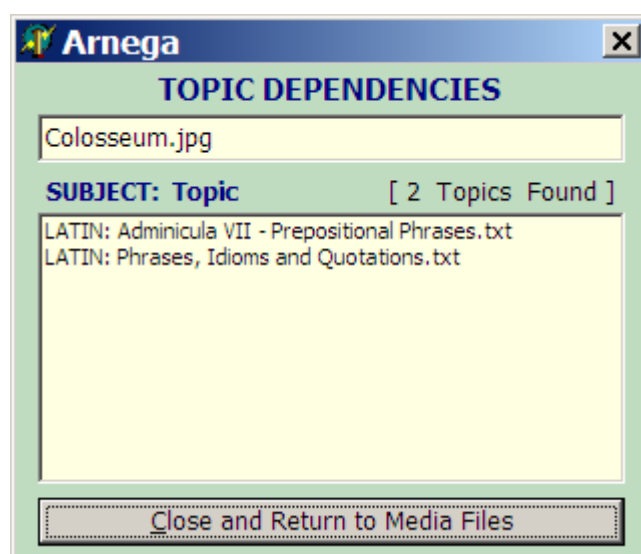 Arnega
TOPIC DEPENDENCIES
Colosseum.jpg
SUBJECT: Topic [ 2 Topics Found ]
LATIN: Adminicula VII - Prepositional Phrases.txt
LATIN: Phrases, Idioms and Quotations.txt
Close and Return to Media Files